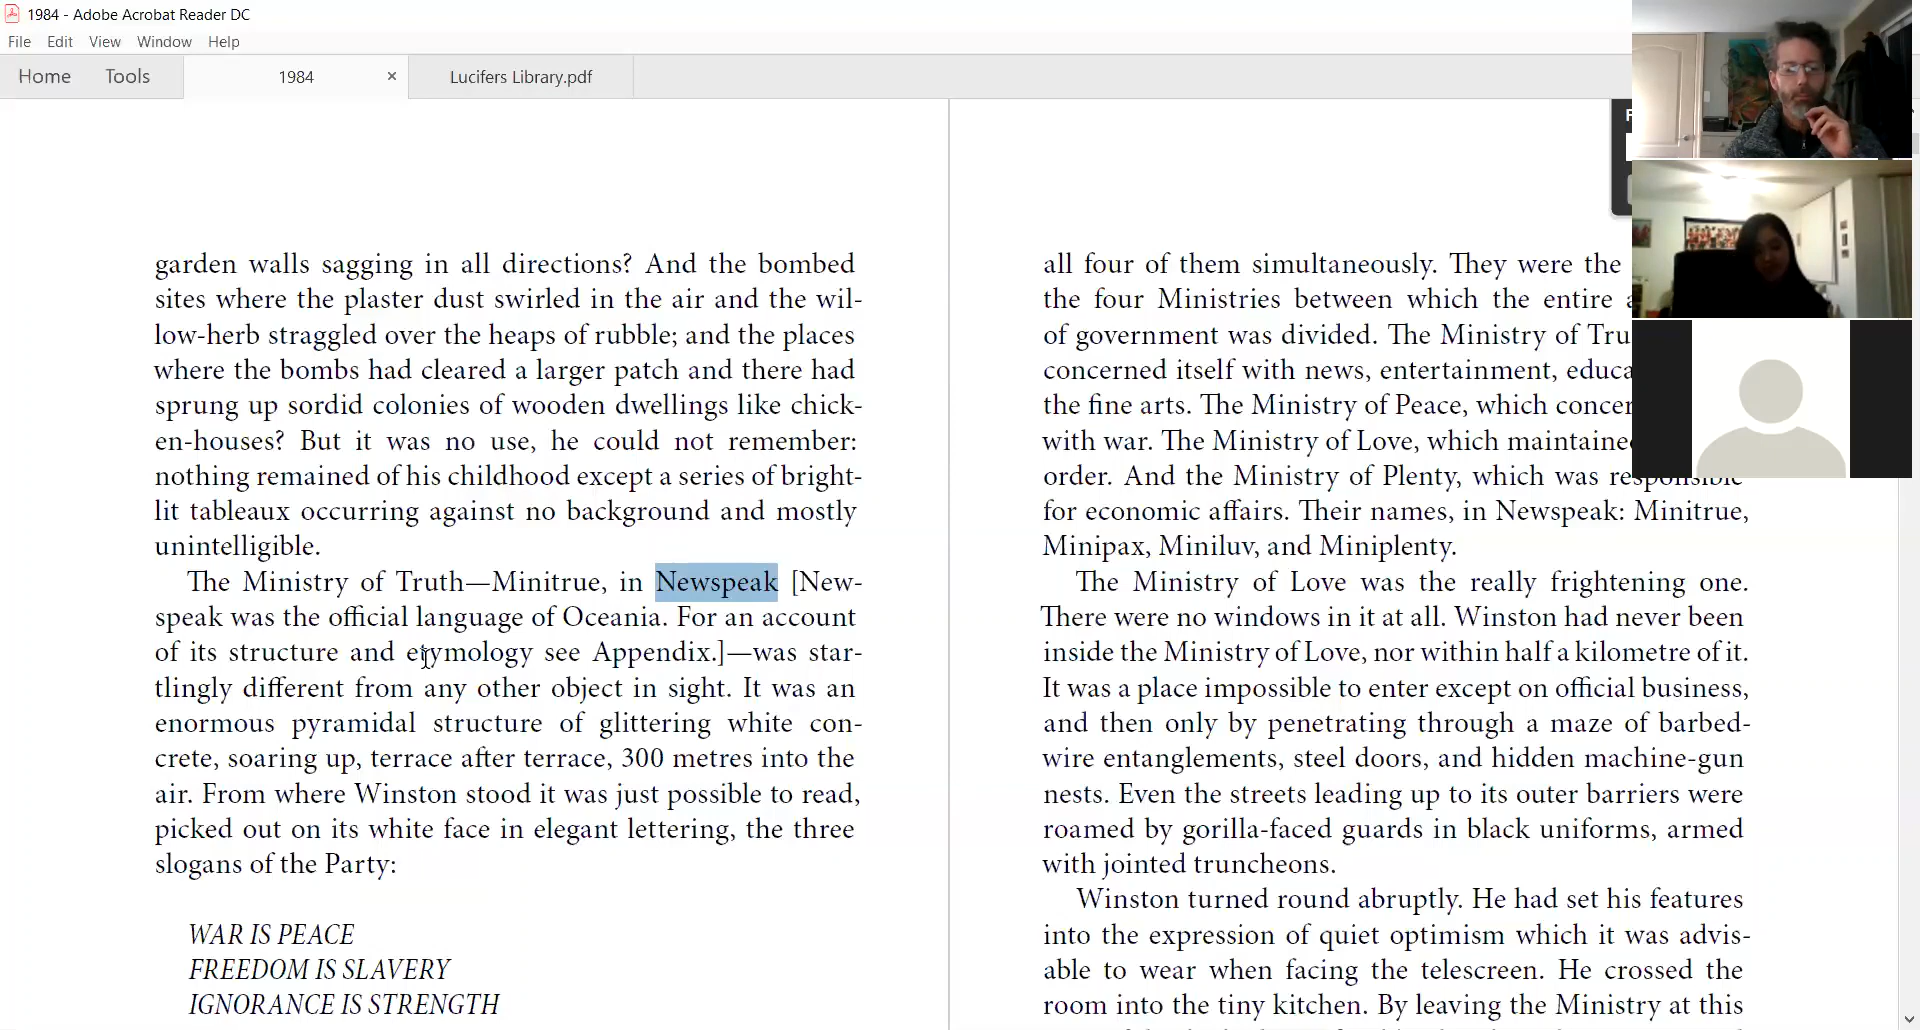 1984 - Adobe Acrobat Reader DC
File Edit View Window Help
Home Tools 1984 × Lucifers Library.pdf
garden walls sagging in all directions? And the bombed
sites where the plaster dust swirled in the air and the wil-
low-herb straggled over the heaps of rubble; and the places
where the bombs had cleared a larger patch and there had
sprung up sordid colonies of wooden dwellings like chick-
en-houses? But it was no use, he could not remember:
nothing remained of his childhood except a series of bright-
lit tableaux occurring against no background and mostly
unintelligible.
The Ministry of Truth—Minitrue, in Newspeak [New-
speak was the official language of Oceania. For an account
of its structure and etymology see Appendix.]—was star-
tlingly different from any other object in sight. It was an
enormous pyramidal structure of glittering white con-
crete, soaring up, terrace after terrace, 300 metres into the
air. From where Winston stood it was just possible to read,
picked out on its white face in elegant lettering, the three
slogans of the Party:
WAR IS PEACE
FREEDOM IS SLAVERY
IGNORANCE IS STRENGTH
all four of them simultaneously. They were the
the four Ministries between which the entire
of government was divided. The Ministry of Tru
concerned itself with news, entertainment, educa
the fine arts. The Ministry of Peace, which concer
with war. The Ministry of Love, which maintaine
order. And the Ministry of Plenty, which was responsible
for economic affairs. Their names, in Newspeak: Minitrue,
Minipax, Miniluv, and Miniplenty.
The Ministry of Love was the really frightening one.
There were no windows in it at all. Winston had never been
inside the Ministry of Love, nor within half a kilometre of it.
It was a place impossible to enter except on official business,
and then only by penetrating through a maze of barbed-
wire entanglements, steel doors, and hidden machine-gun
nests. Even the streets leading up to its outer barriers were
roamed by gorilla-faced guards in black uniforms, armed
with jointed truncheons.
Winston turned round abruptly. He had set his features
into the expression of quiet optimism which it was advis-
able to wear when facing the telescreen. He crossed the
room into the tiny kitchen. By leaving the Ministry at this